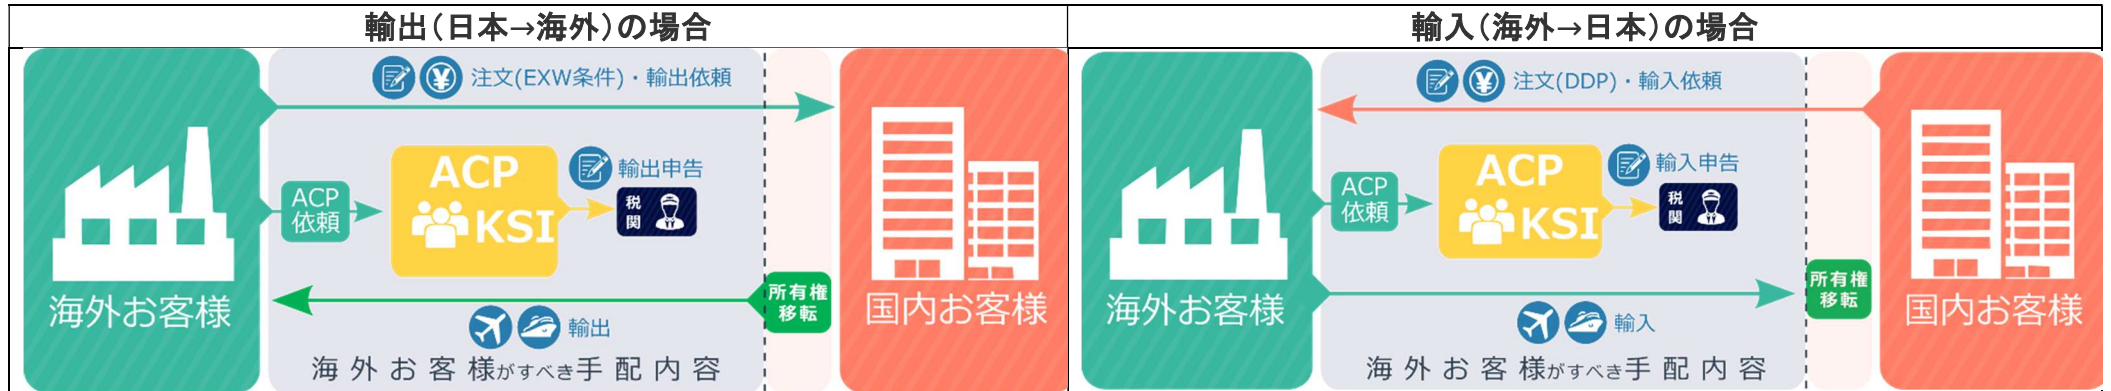 輸出(日本→海外)の場合
注文(EXW条件)・輸出依頼
ACP
依頼
ACP
KSI
輸出申告
税
関
所有権
移転
海外お客様
国内お客様
輸出
海外お客様がすべき手配内容
輸入(海外→日本)の場合
注文(DDP)・輸入依頼
ACP
依頼
ACP
KSI
輸入申告
税
関
所有権
移転
海外お客様
国内お客様
輸入
海外お客様がすべき手配内容